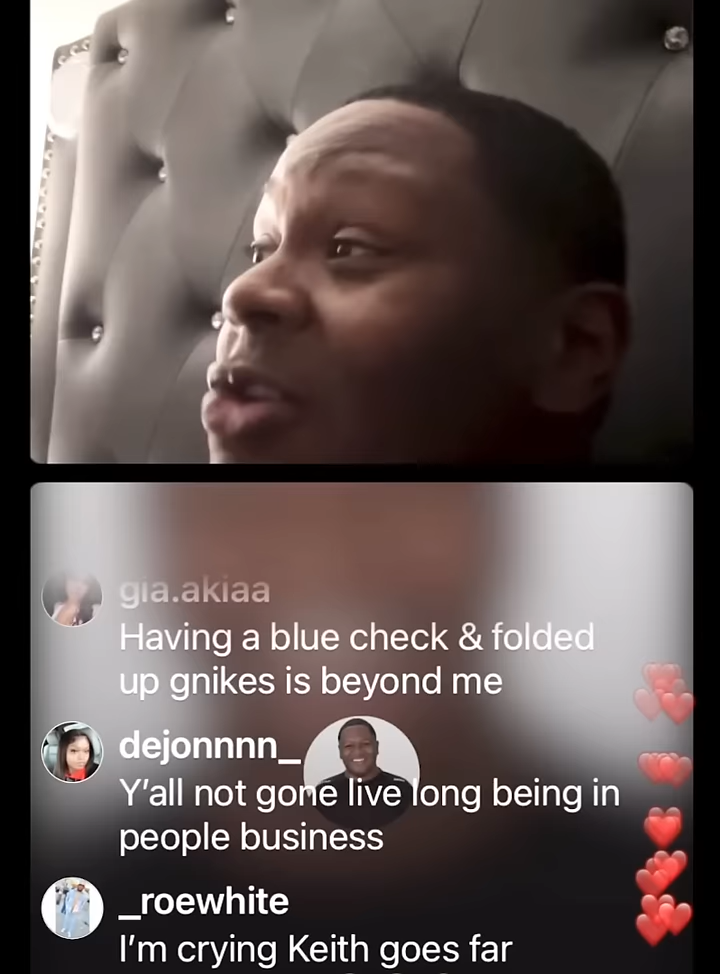 gia.akiaa
Having a blue check & folded
up gnikes is beyond me
dejonnnn_
Y’all not gone live long being in
people business
_roewhite
I’m crying Keith goes far